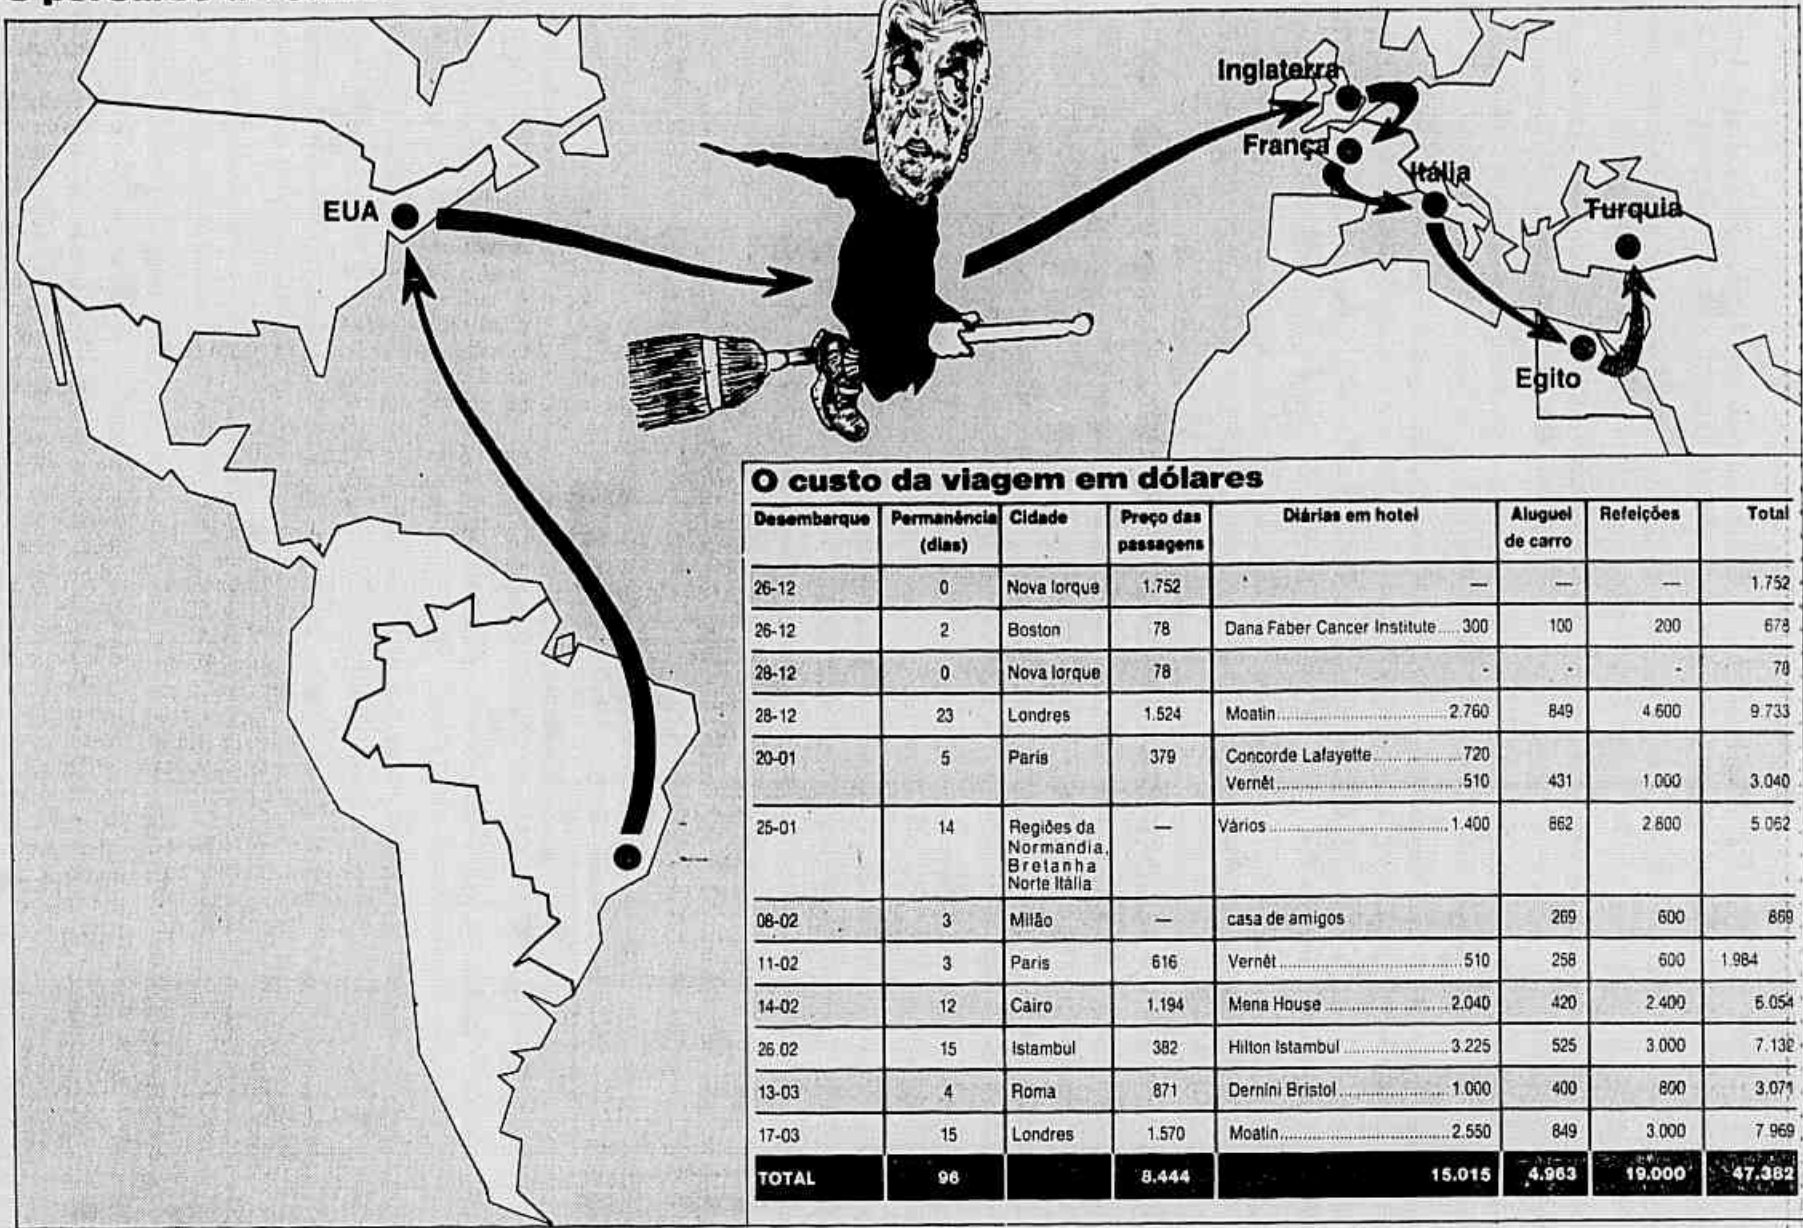 EUA
Inglaterra
França
Itália
Turquia
Egito
O custo da viagem em dólares
Desembarque Permanência (dias) Cidade Preço das passagens Diárias em hotel Aluguel de carro Refeições Total
26-12 0 Nova Iorque 1.752 — — — 1.752
26-12 2 Boston 78 Dana Faber Cancer Institute.....300 100 200 678
28-12 0 Nova Iorque 78 - - - 78
28-12 23 Londres 1.524 Moatin.....2.760 849 4.600 9.733
20-01 5 Paris 379 Concorde Lafayette.....720
Vernêt.....510 431 1.000 3.040
25-01 14 Regiões da — Vários.....1.400 862 2.800 5.062
Normandia,
Bretanha
Norte Itália
08-02 3 Milão — casa de amigos 269 600 869
11-02 3 Paris 616 Vernêt.....510 258 600 1.984
14-02 12 Cairo 1.194 Mena House.....2.040 420 2.400 6.054
26.02 15 Istambul 382 Hilton Istambul.....3.225 525 3.000 7.132
13-03 4 Roma 871 Dernini Bristol.....1.000 400 800 3.071
17-03 15 Londres 1.570 Moatin.....2.550 849 3.000 7.969
TOTAL 96 8.444 15.015 4.963 19.000 47.382